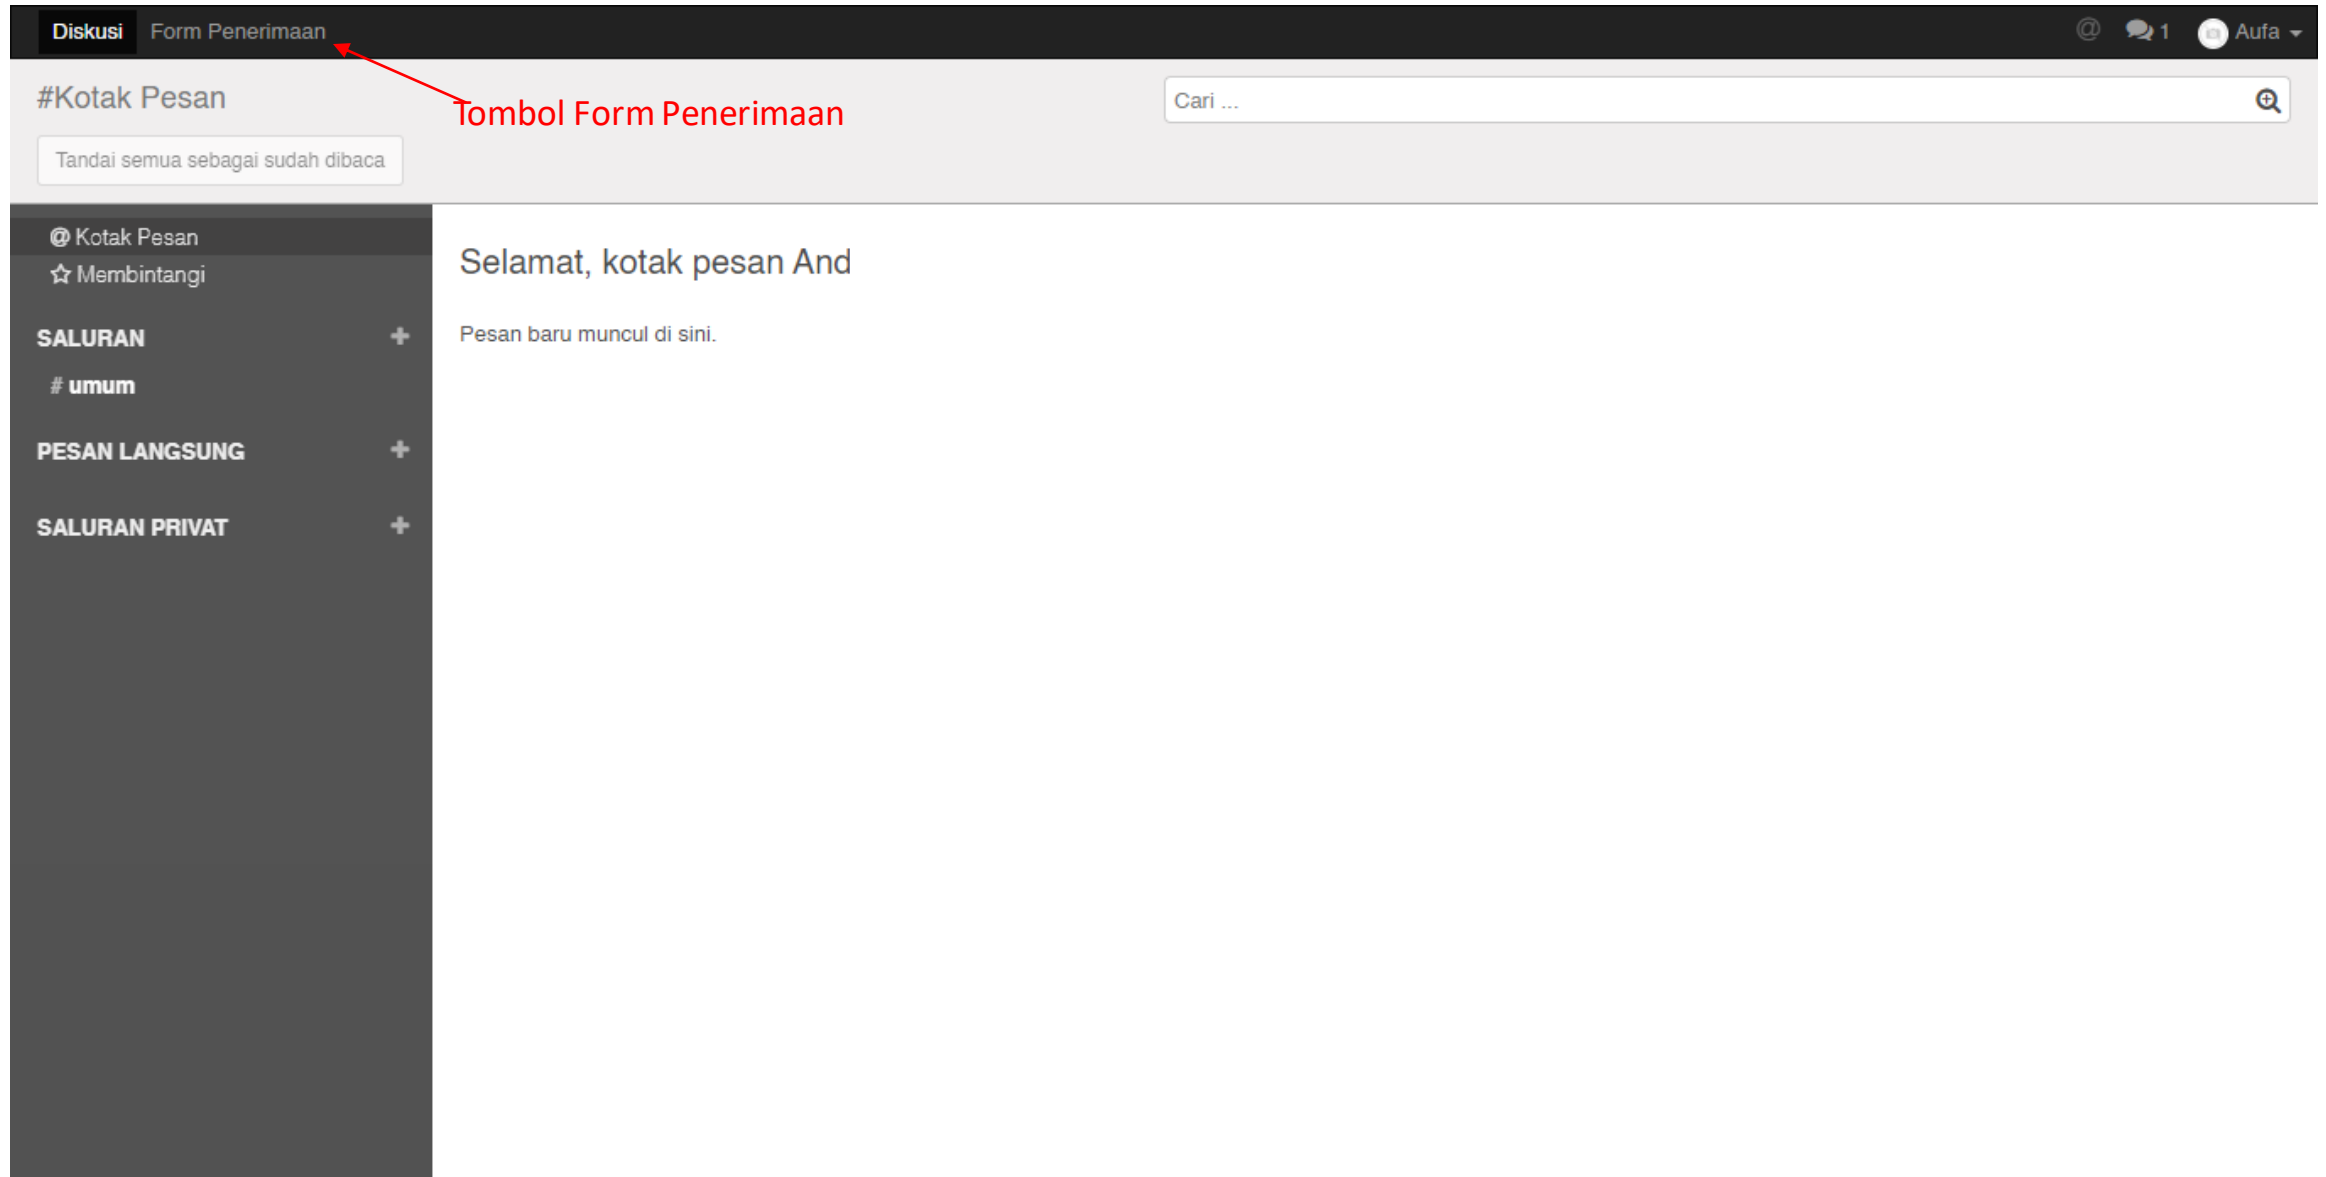 Diskusi Form Penerimaan @ 1 Aufa
#Kotak Pesan
Tombol Form Penerimaan
Cari ...
Tandai semua sebagai sudah dibaca
@ Kotak Pesan
Membintangi
SALURAN +
# umum
PESAN LANGSUNG +
SALURAN PRIVAT +
Selamat, kotak pesan And
Pesan baru muncul di sini.